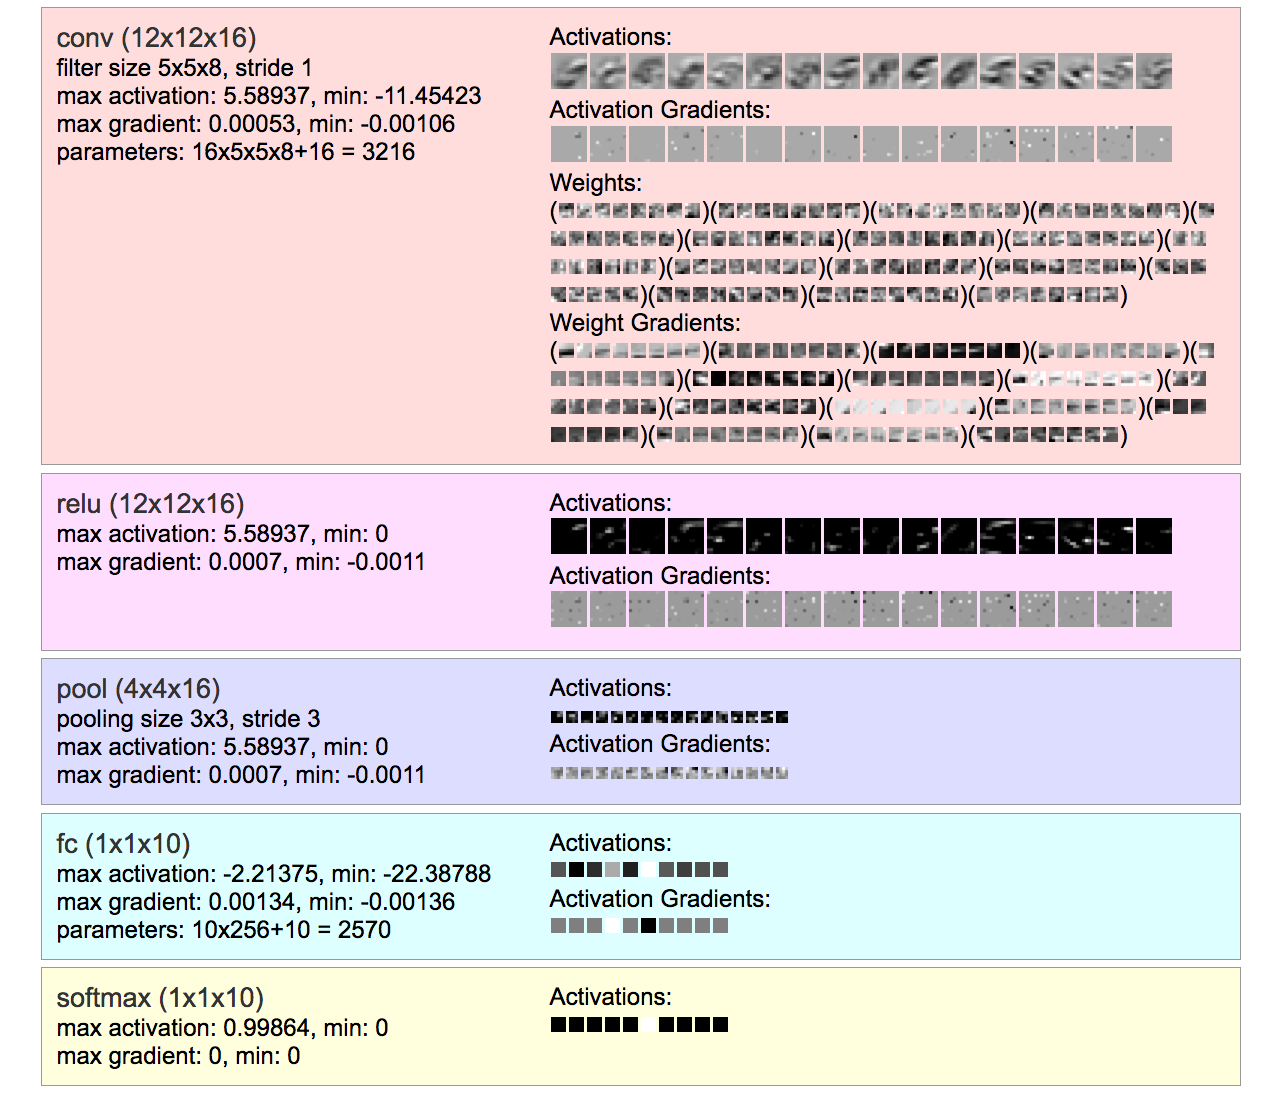 conv (12x12x16)
filter size 5x5x8, stride 1
max activation: 5.58937, min: -11.45423
max gradient: 0.00053, min: -0.00106
parameters: 16x5x5x8+16 = 3216
Activations:
Activation Gradients:
Weights:
( )( )( )( )(
)( )( )( )(
)( )( )( )(
)( )( )( )
Weight Gradients:
( )( )( )( )(
)( )( )( )(
)( )( )( )(
)( )( )( )
relu (12x12x16)
max activation: 5.58937, min: 0
max gradient: 0.0007, min: -0.0011
Activations:
Activation Gradients:
pool (4x4x16)
pooling size 3x3, stride 3
max activation: 5.58937, min: 0
max gradient: 0.0007, min: -0.0011
Activations:
Activation Gradients:
fc (1x1x10)
max activation: -2.21375, min: -22.38788
max gradient: 0.00134, min: -0.00136
parameters: 10x256+10 = 2570
Activations:
Activation Gradients:
softmax (1x1x10)
max activation: 0.99864, min: 0
max gradient: 0, min: 0
Activations: